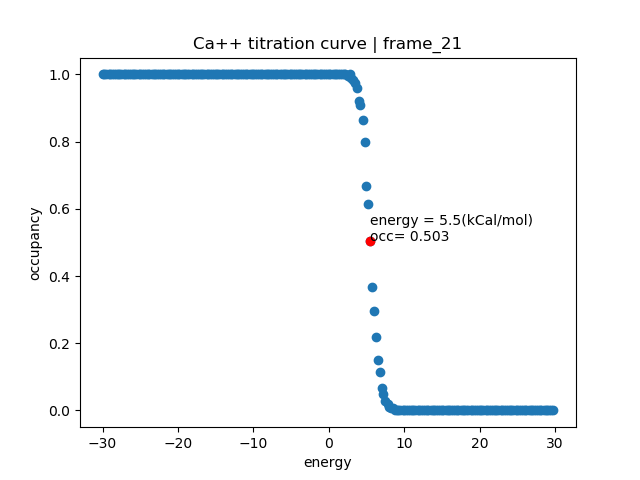 Ca++ titration curve | frame_21
1.0
0.8
0.6
0.4
0.2
0.0
occupancy
energy = 5.5(kCal/mol)
occ= 0.503
−30 −20 −10 0 10 20 30
energy